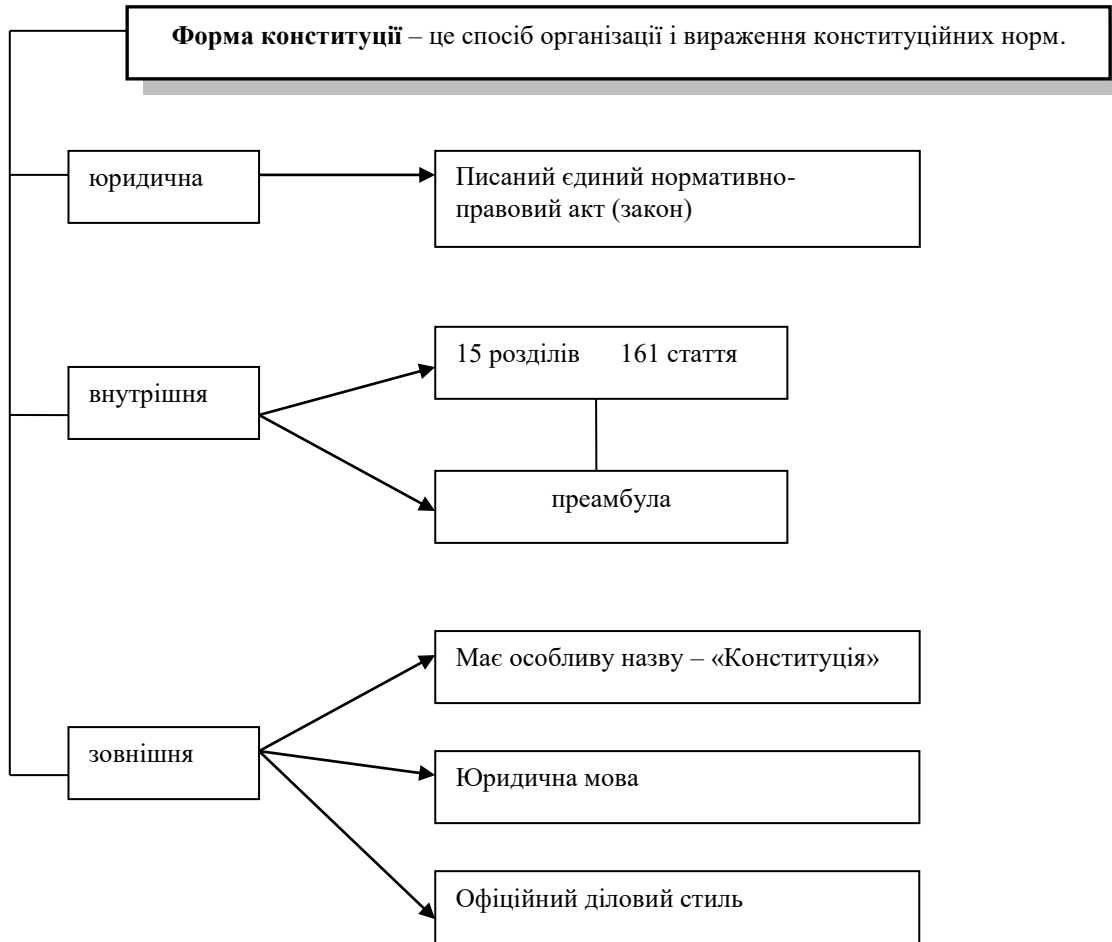 Форма конституції – це спосіб організації і вираження конституційних норм.
юридична
Писаний єдиний нормативно-
правовий акт (закон)
15 розділів 161 стаття
внутрішня
преамбула
Має особливу назву – «Конституція»
зовнішня
Юридична мова
Офіційний діловий стиль